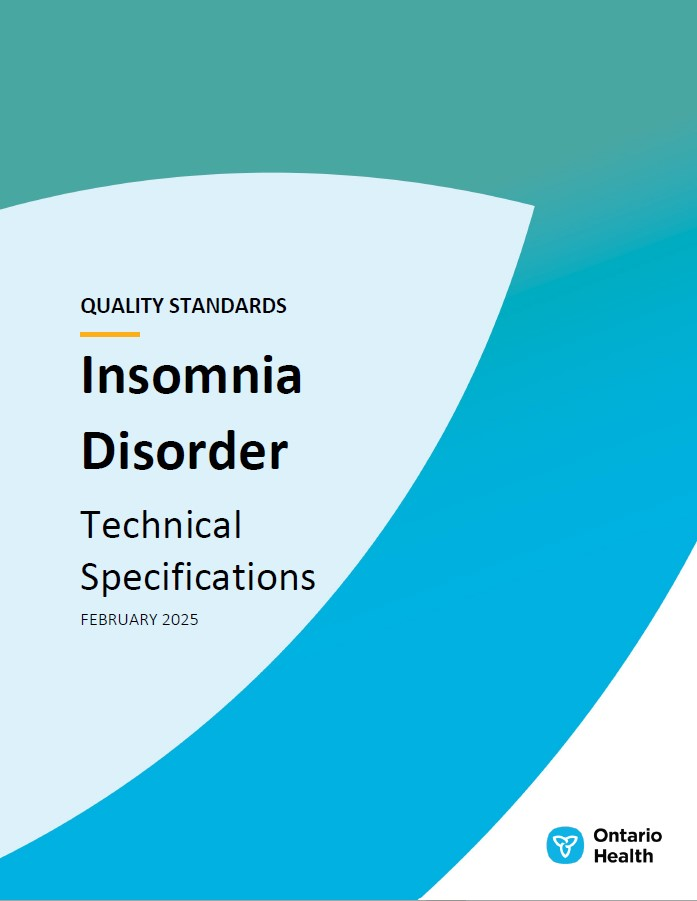 QUALITY STANDARDS
Insomnia
Disorder
Technical
Specifications
FEBRUARY 2025
Ontario
Health